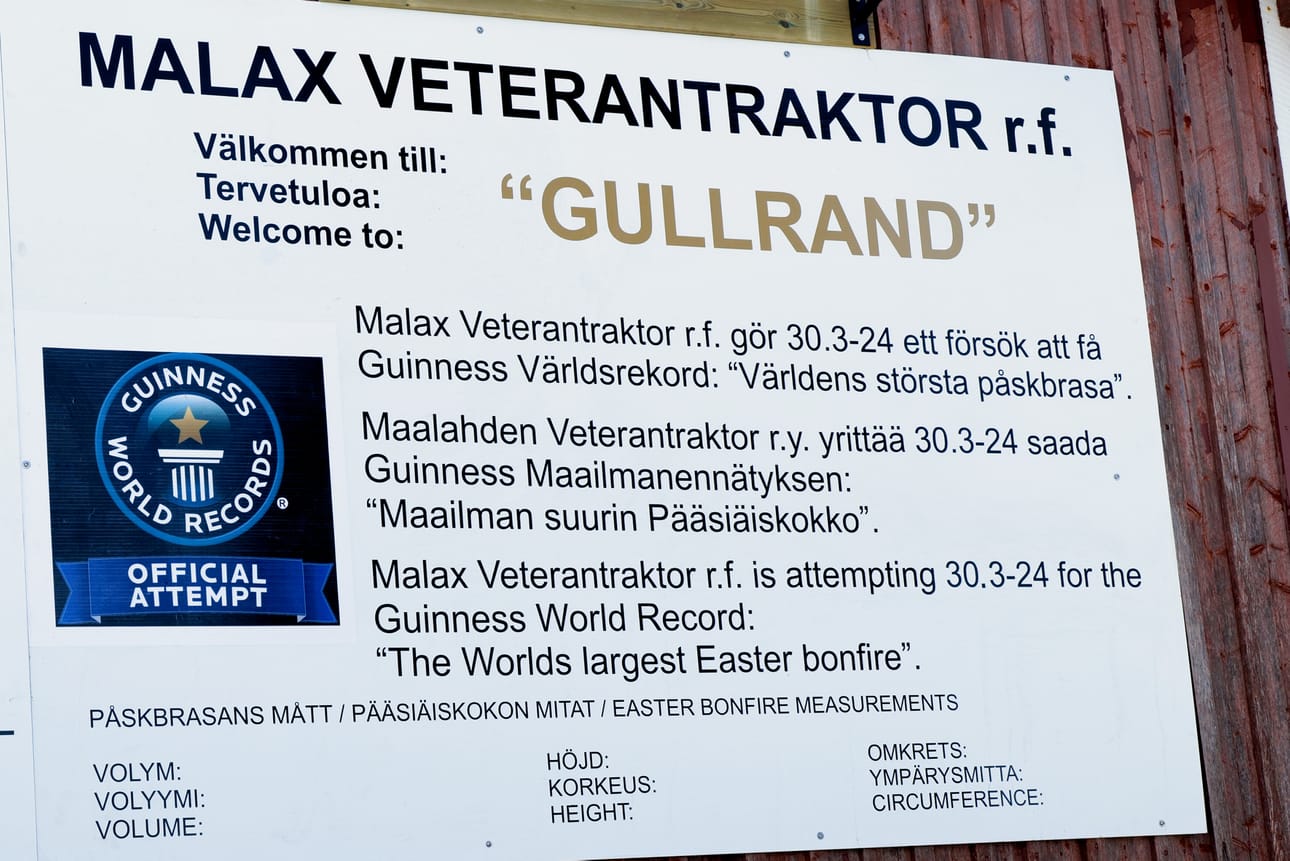 MALAX VETERANTRAKTOR r.f.
Välkommen till:
Tervetuloa:
Welcome to:
“GULLRAND”
Malax Veterantraktor r.f. gör 30.3-24 ett försök att få
Guinness Världsrekord: “Världens största påskbrasa”.
Maalahden Veterantraktor r.y. yrittää 30.3-24 saada
Guinness Maailmanennätyksen:
“Maailman suurin Pääsiäiskokko”.
Malax Veterantraktor r.f. is attempting 30.3-24 for the
Guinness World Record:
“The Worlds largest Easter bonfire”.
GUINNESS
WORLD RECORDS
®
OFFICIAL
ATTEMPT
PÅSKBRASANS MÅTT / PÄÄSIÄISKOKON MITAT / EASTER BONFIRE MEASUREMENTS
VOLYM:
VOLYYMI:
VOLUME:
HÖJD:
KORKEUS:
HEIGHT:
OMKRETS:
YMPÄRYSMITTA:
CIRCUMFERENCE: